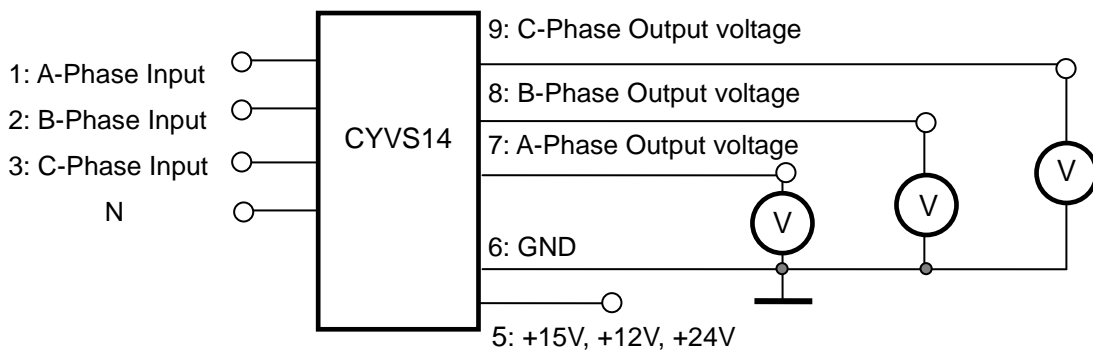 1: A-Phase Input
2: B-Phase Input
3: C-Phase Input
N
CYVS14
9: C-Phase Output voltage
8: B-Phase Output voltage
7: A-Phase Output voltage
6: GND
5: +15V, +12V, +24V
V
V
V